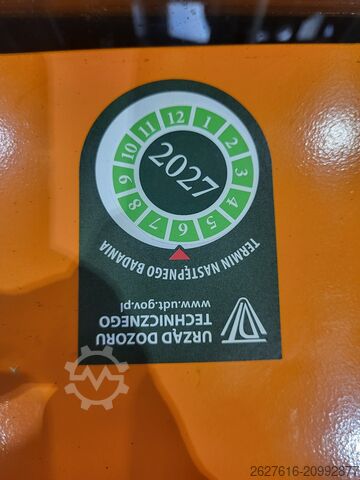 12 1 2 3 4 5 6 7 8 9 10 11
2027
TERMIN NASTĘPNEGO BADANIA
URZĄD DOZORU
TECHNICZNEGO
www.udt.gov.pl
2627616-20992877